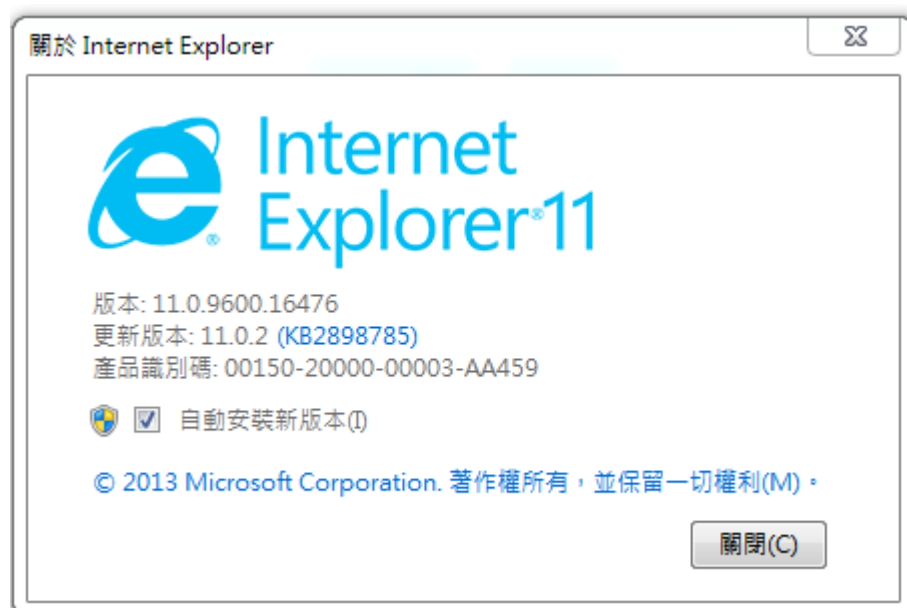 關於 Internet Explorer
Internet
Explorer®11
版本: 11.0.9600.16476
更新版本: 11.0.2 (KB2898785)
產品識別碼: 00150-20000-00003-AA459
自動安裝新版本(I)
© 2013 Microsoft Corporation. 著作權所有，並保留一切權利(M)。
關閉(C)